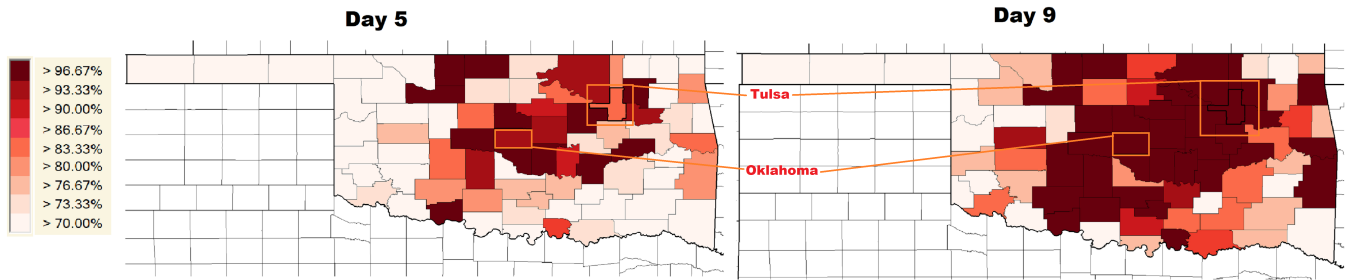 Day 5
Day 9
> 96.67%
> 93.33%
> 90.00%
> 86.67%
> 83.33%
> 80.00%
> 76.67%
> 73.33%
> 70.00%
Tulsa
Oklahoma